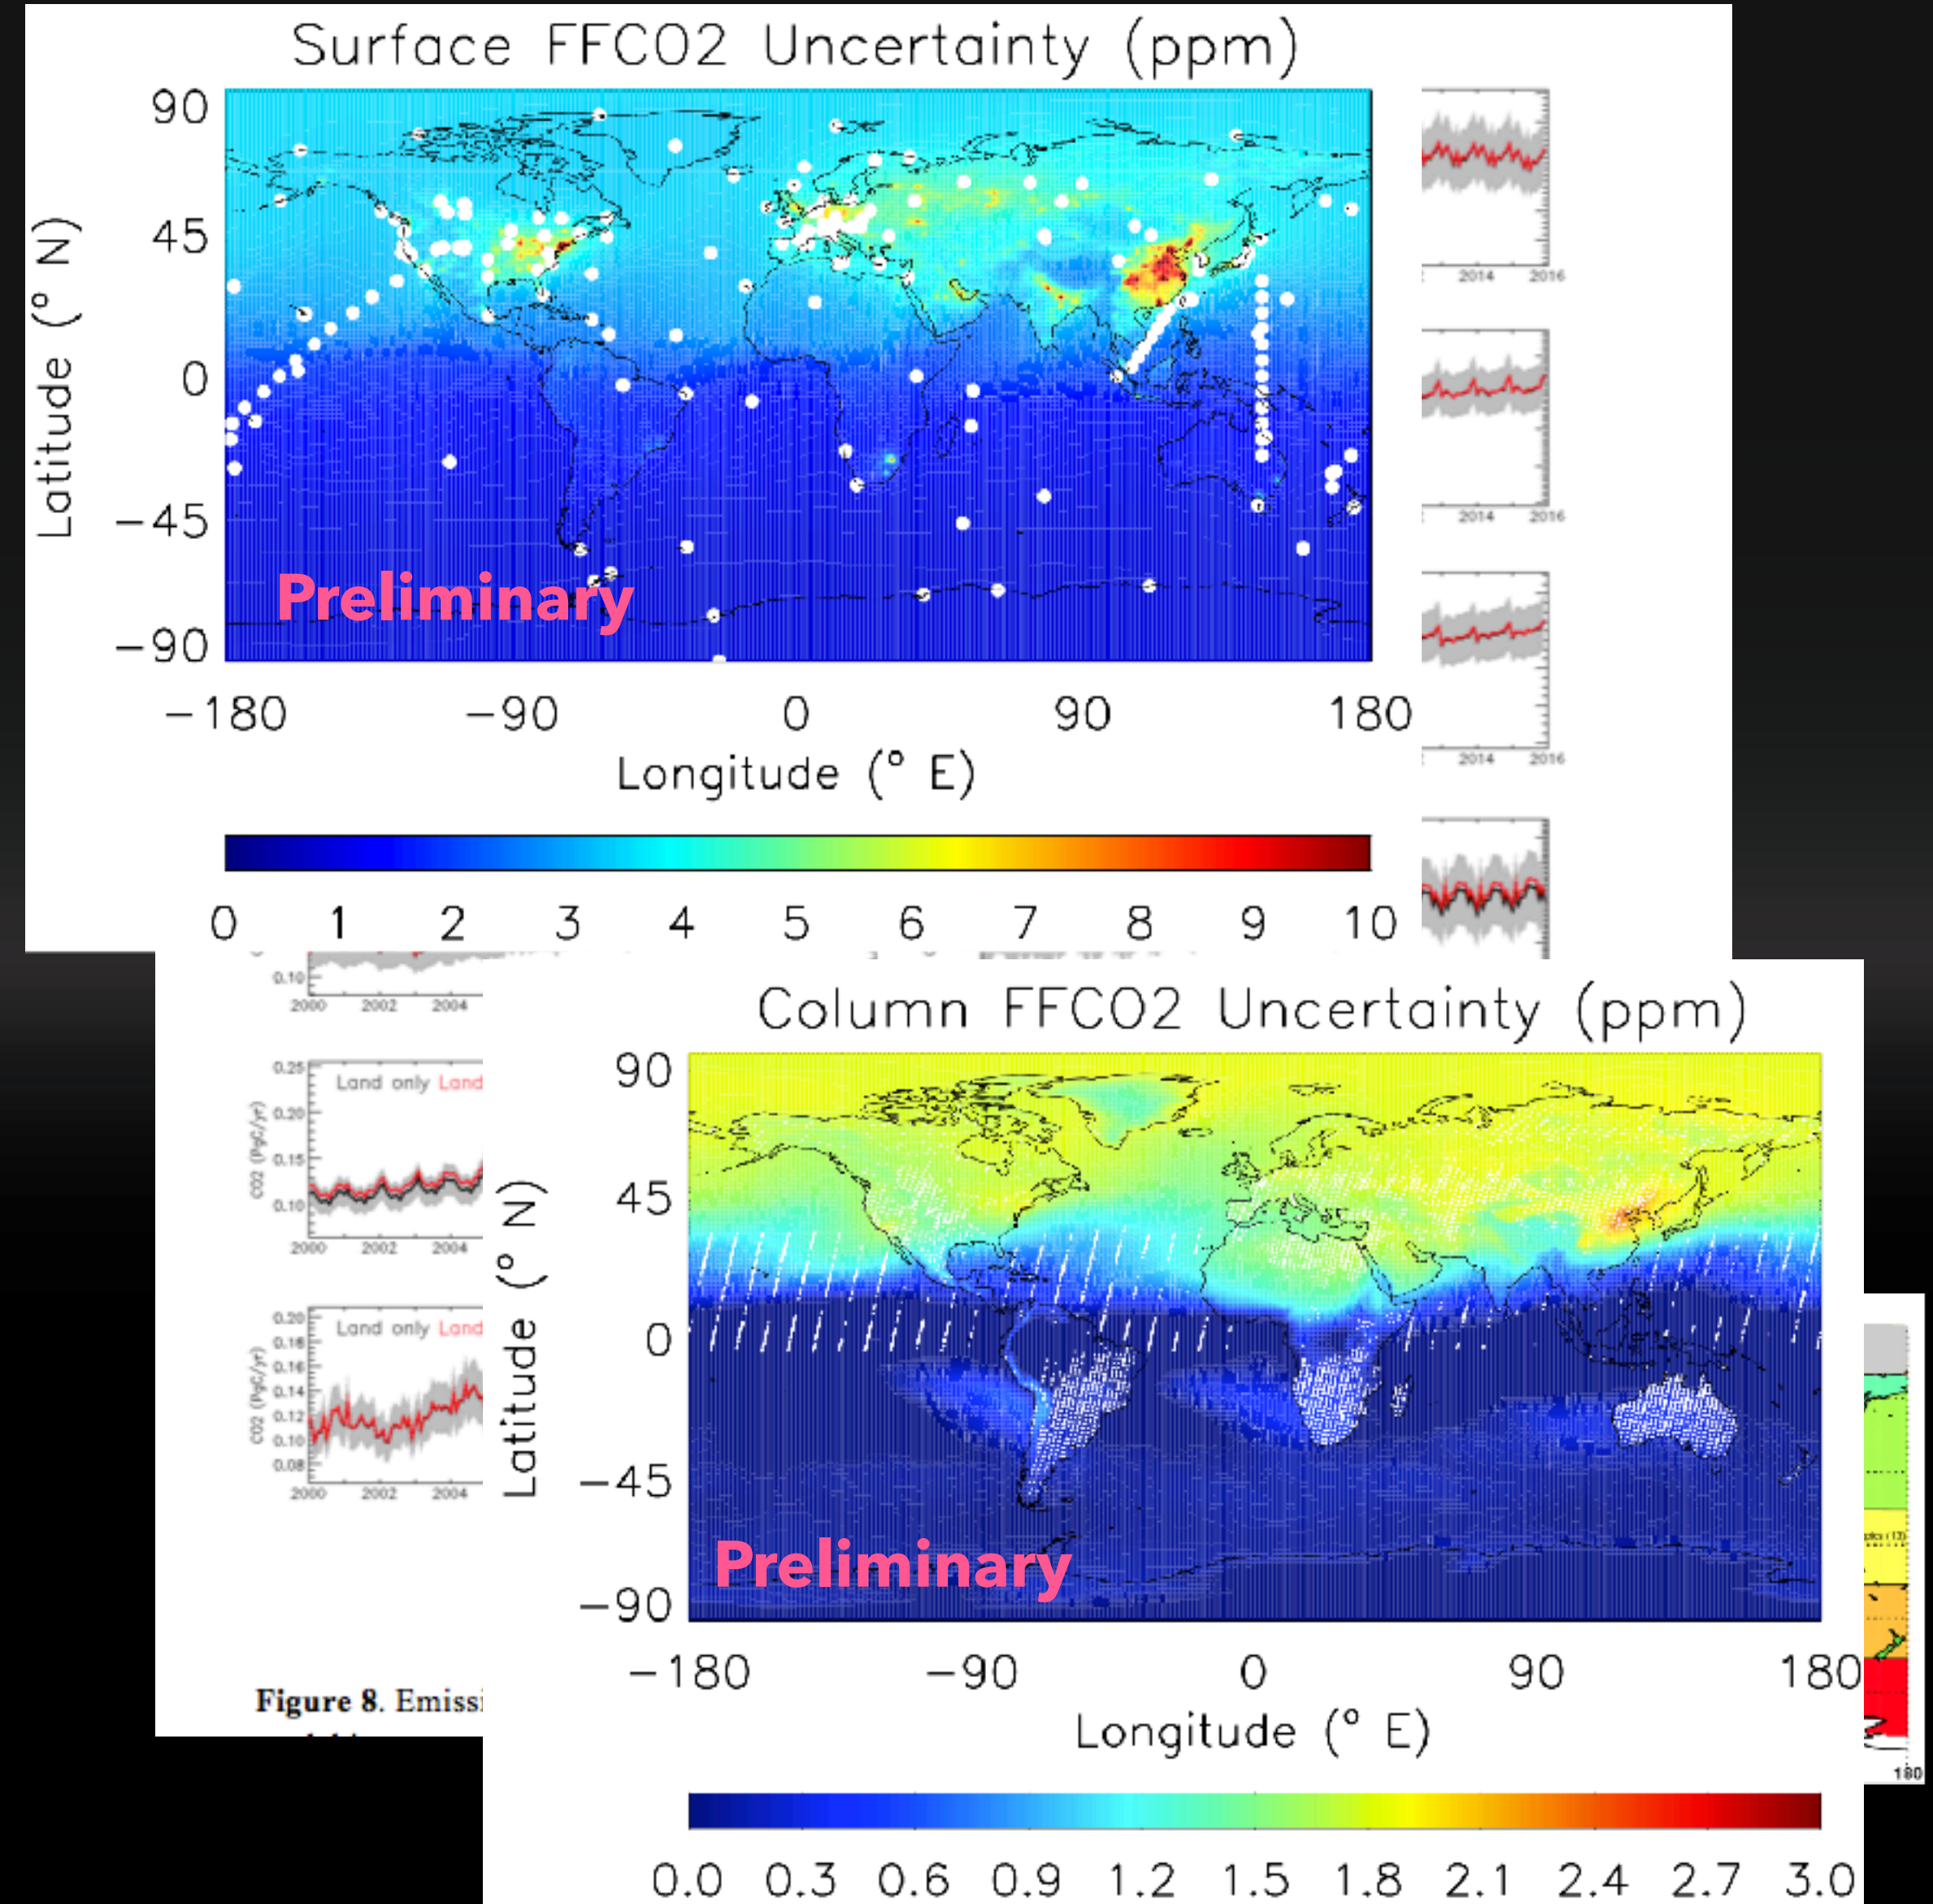 Surface FFCO2 Uncertainty (ppm)
90
45
0
−45
−90
Latitude (° N)
Preliminary
−180 −90 0 90 180
Longitude (° E)
0 1 2 3 4 5 6 7 8 9 10
2014 2016
2014 2016
2014 2016
0.10
2000 2002 2004
0.25
0.20
0.15
0.10
CO2 (PgC/yr)
Land only Land
2000 2002 2004
0.20
0.18
0.16
0.14
0.12
0.10
0.08
CO2 (PgC/yr)
Land only Land
2000 2002 2004
Figure 8. Emissi
Column FFCO2 Uncertainty (ppm)
90
45
0
−45
−90
Latitude (° N)
Preliminary
−180 −90 0 90 180
Longitude (° E)
0.0 0.3 0.6 0.9 1.2 1.5 1.8 2.1 2.4 2.7 3.0
180